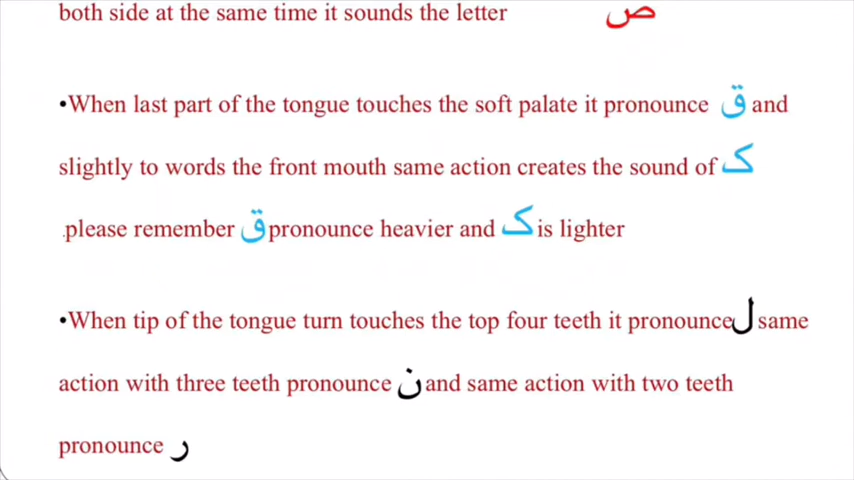 both side at the same time it sounds the letter ص
•When last part of the tongue touches the soft palate it pronounce ق and
slightly to words the front mouth same action creates the sound of ک
.please remember ق pronounce heavier and ک is lighter
•When tip of the tongue turn touches the top four teeth it pronounce ل same
action with three teeth pronounce ن and same action with two teeth
pronounce ر